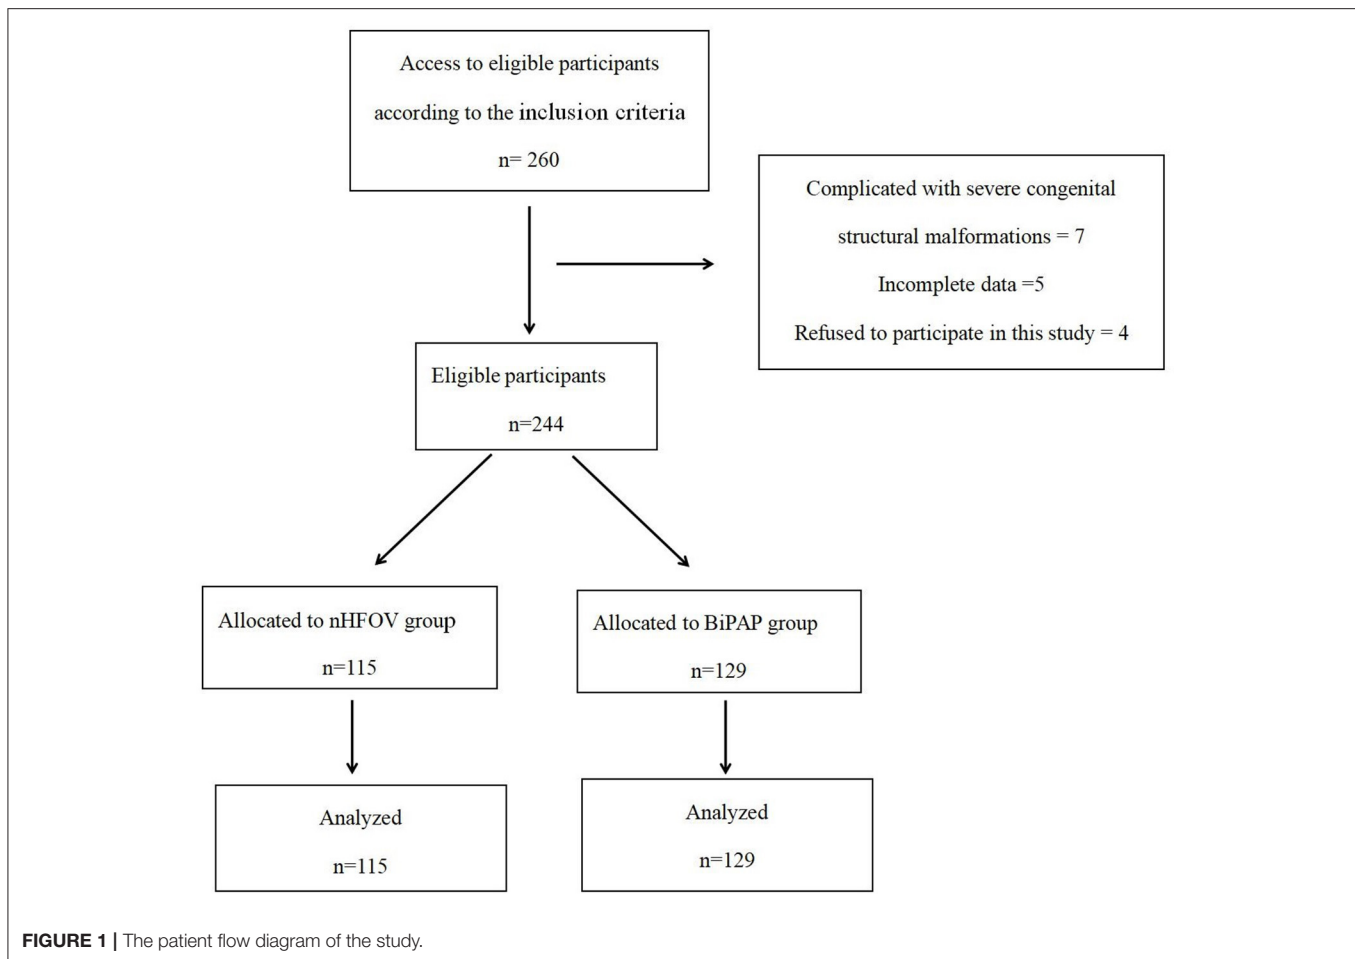 Access to eligible participants
according to the inclusion criteria
n= 260
Complicated with severe congenital
structural malformations = 7
Incomplete data =5
Refused to participate in this study = 4
Eligible participants
n=244
Allocated to nHFOV group
n=115
Allocated to BiPAP group
n=129
Analyzed
n=115
Analyzed
n=129
FIGURE 1 | The patient flow diagram of the study.